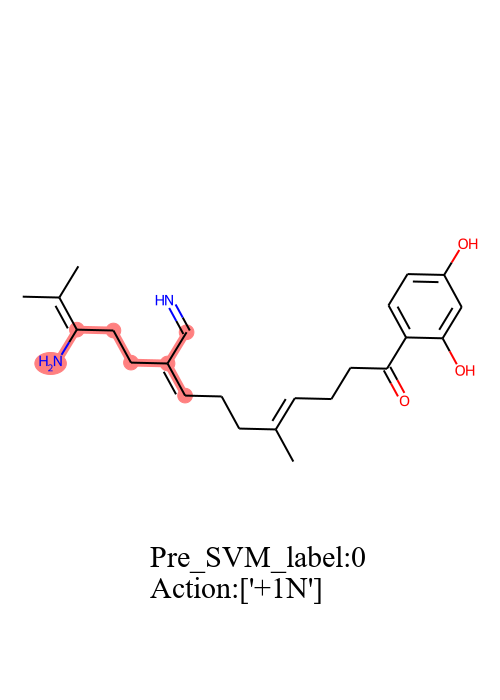 OH
HN
H2N
OH
O
Pre_SVM_label:0
Action:['+1N']